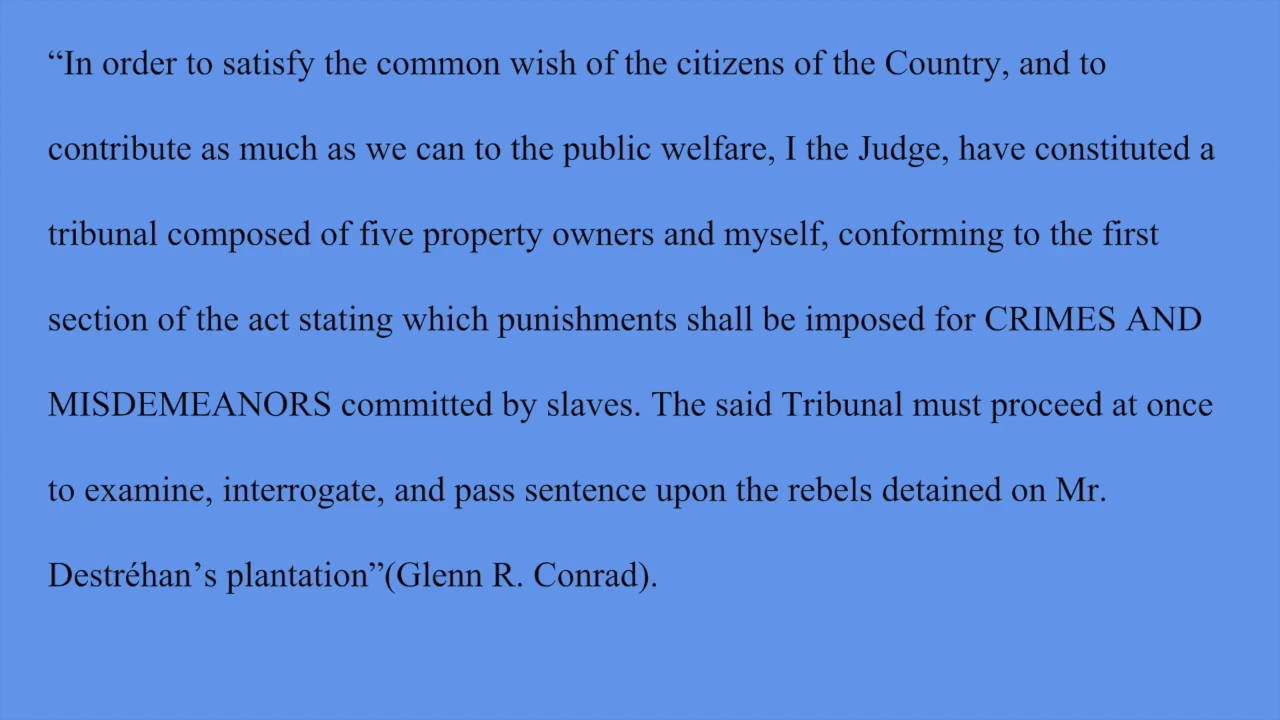 “In order to satisfy the common wish of the citizens of the Country, and to
contribute as much as we can to the public welfare, I the Judge, have constituted a
tribunal composed of five property owners and myself, conforming to the first
section of the act stating which punishments shall be imposed for CRIMES AND
MISDEMEANORS committed by slaves. The said Tribunal must proceed at once
to examine, interrogate, and pass sentence upon the rebels detained on Mr.
Destréhan’s plantation”(Glenn R. Conrad).